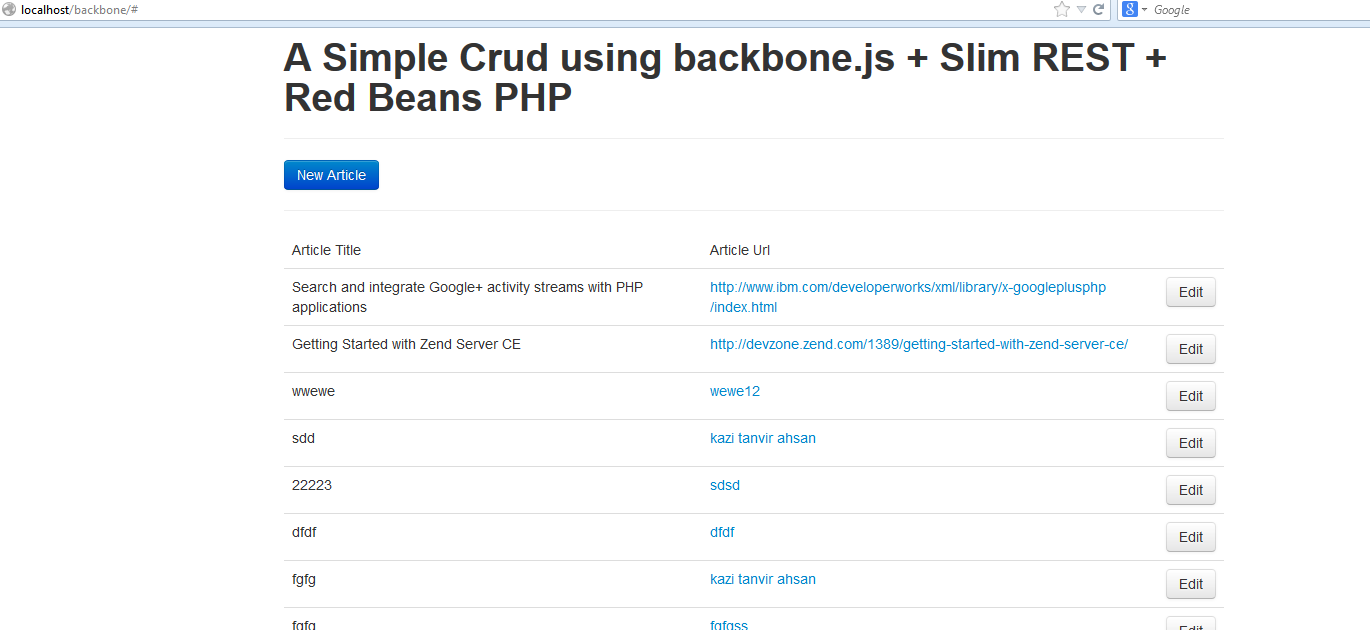 localhost/backbone/#
Google
A Simple Crud using backbone.js + Slim REST +
Red Beans PHP
New Article
Article Title Article Url
Search and integrate Google+ activity streams with PHP http://www.ibm.com/developerworks/xml/library/x-googleplusphp Edit
applications /index.html
Getting Started with Zend Server CE http://devzone.zend.com/1389/getting-started-with-zend-server-ce/ Edit
wwewe wewe12 Edit
sdd kazi tanvir ahsan Edit
22223 sdsd Edit
dfdf dfdf Edit
fgfg kazi tanvir ahsan Edit
fgfg fgfgss Edit